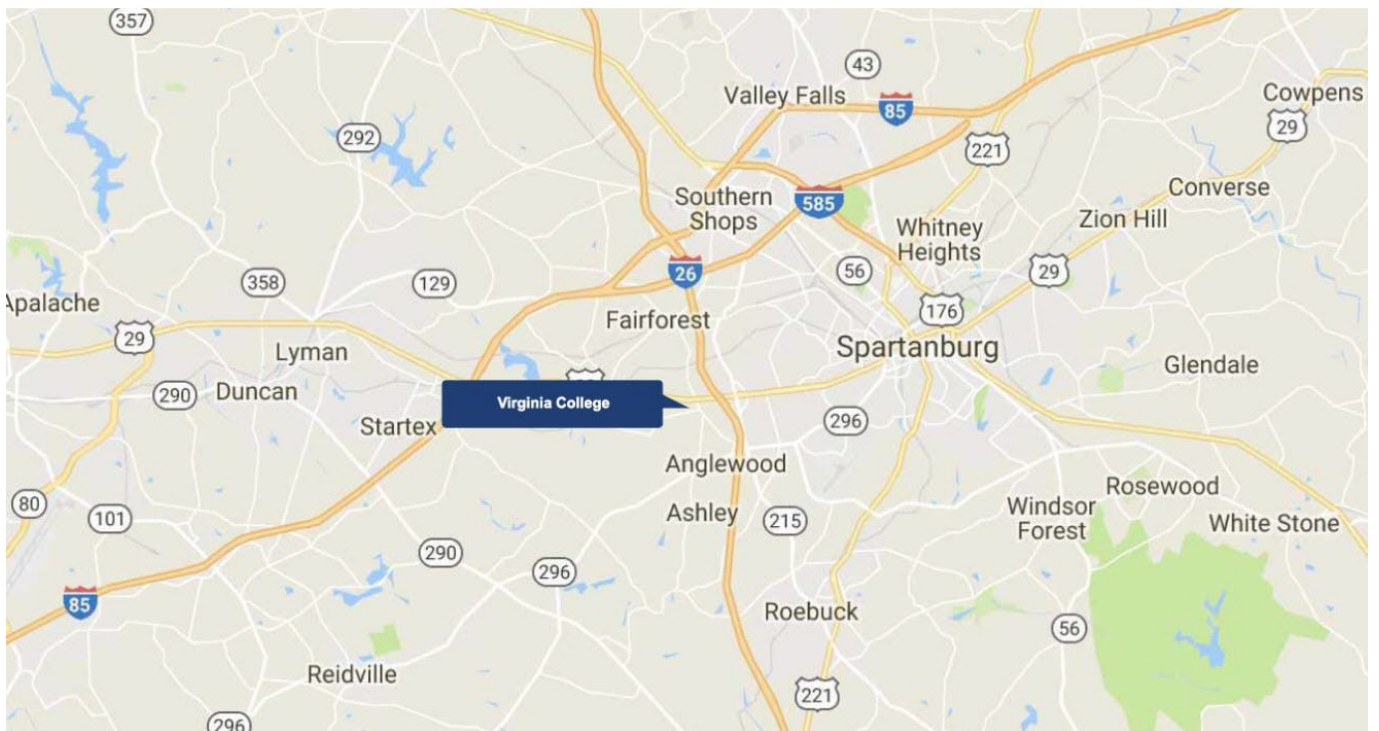 357
43
Valley Falls
85
Cowpens
29
292
221
Southern
Shops
585
Converse
Zion Hill
Whitney
Heights
56
29
26
358
129
Apalache
176
Fairforest
29
Lyman
Spartanburg
Glendale
290
Duncan
Virginia College
Startex
296
Anglewood
Rosewood
80
101
Ashley
215
Windsor
Forest
White Stone
290
296
85
Roebuck
56
Reidville
221
296